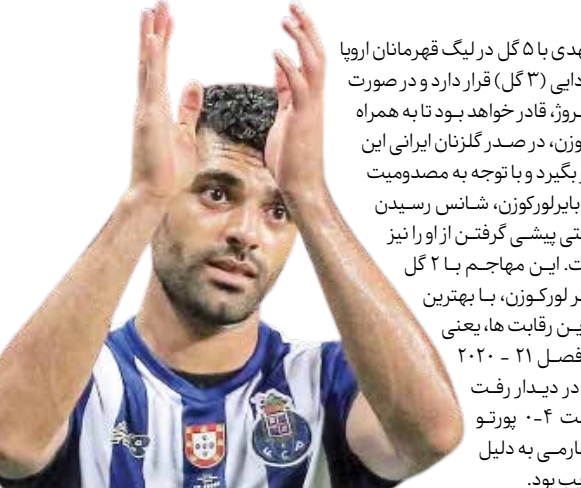 هدی با ۵ گل در لیگ قهرمانان اروپا
دایی (۳ گل) قرار دارد و در صورت
روژ، قادر خواهد بود تا به همراه
وزن، در صدر گلزنان ایرانی این
بگیرد و با توجه به مصدومیت
بایرلورکوزن، شانس رسیدن
تی پیشی گرفتن از او را نیز
ت. این مهاجم با ۲ گل
ر لورکوزن، با بهترین
ین رقابت ها، یعنی
فصل ۲۱ - ۲۰۲۰
در دیدار رفت
ت ۴-۰ پورتو
ارمی به دلیل
ب بود.